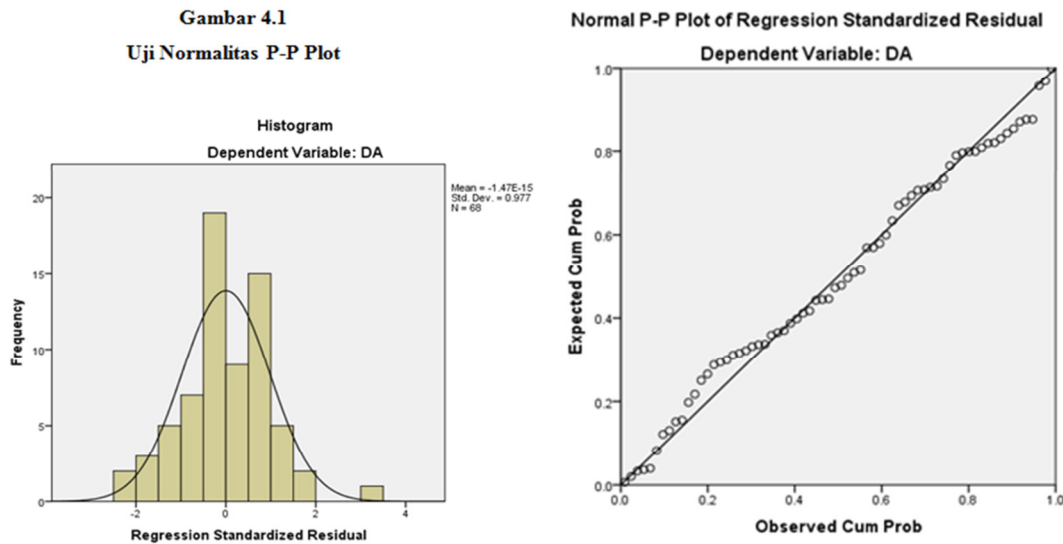 Gambar 4.1
Uji Normalitas P-P Plot
Histogram
Dependent Variable: DA
Mean = -1.47E-15
Std. Dev. = 0.977
N = 68
Frequency
20
15
10
5
0
-2
0
2
4
Regression Standardized Residual
Normal P-P Plot of Regression Standardized Residual
Dependent Variable: DA
Expected Cum Prob
1.0
0.8
0.6
0.4
0.2
0.0
0.0
0.2
0.4
0.6
0.8
1.0
Observed Cum Prob